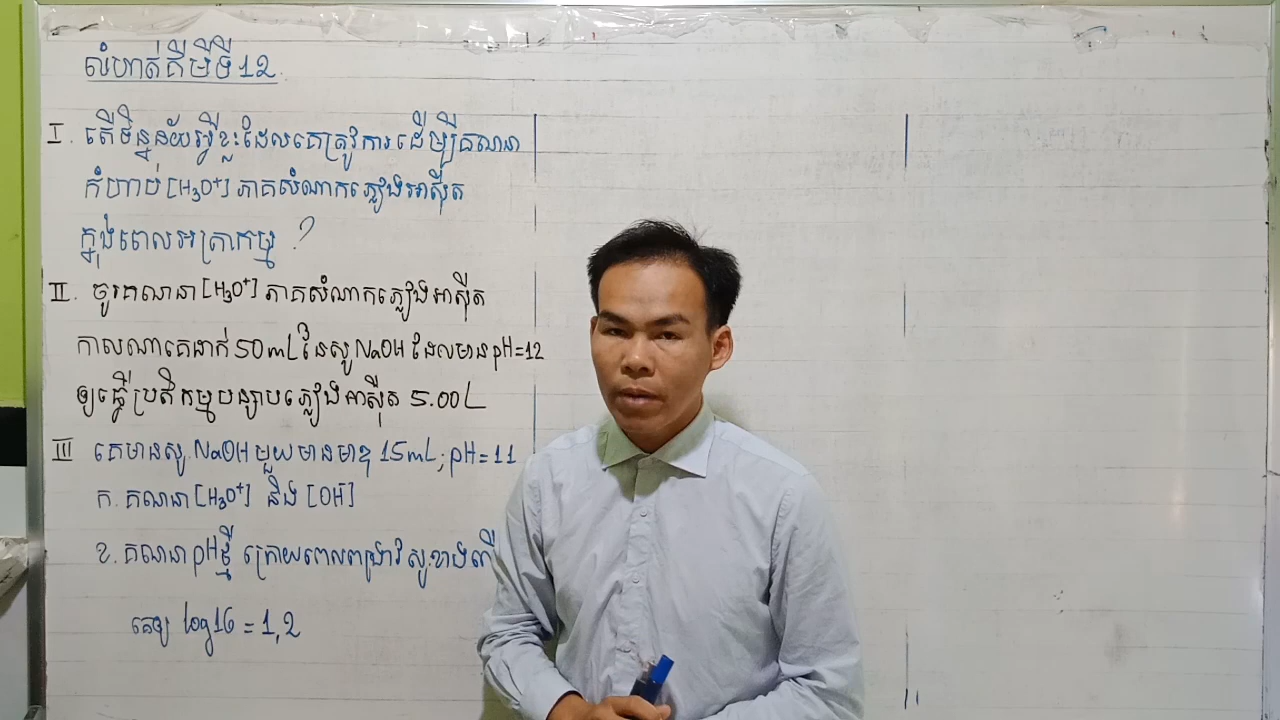 លំហាត់គីមីទី12
I. តើទិន្នន័យអ្វីខ្លះដែលគេត្រូវការដើម្បីគណនា
កំហាប់ [H₃O⁺] ភាគសំណាកភ្លៀងអាស៊ីត
ក្នុងពេលអត្រាកម្ម ?
II. ចូរគណនា [H₃O⁺] ភាគសំណាកភ្លៀងអាស៊ីត
កាលណាគេដាក់ 50mL នៃសូ NaOH ដែលមាន pH=12
ឲ្យធ្វើប្រតិកម្មបន្សាបភ្លៀងអាស៊ីត 5.00L
III គេមានសូ.NaOH មួយមានមាឌ 15mL; pH=11
ក. គណនា [H₃O⁺] និង [OH⁻]
ខ. គណនា pH ថ្មី ក្រោយពេលពង្រាវសូ.ខាងលើ
គេឲ្យ log16 = 1,2